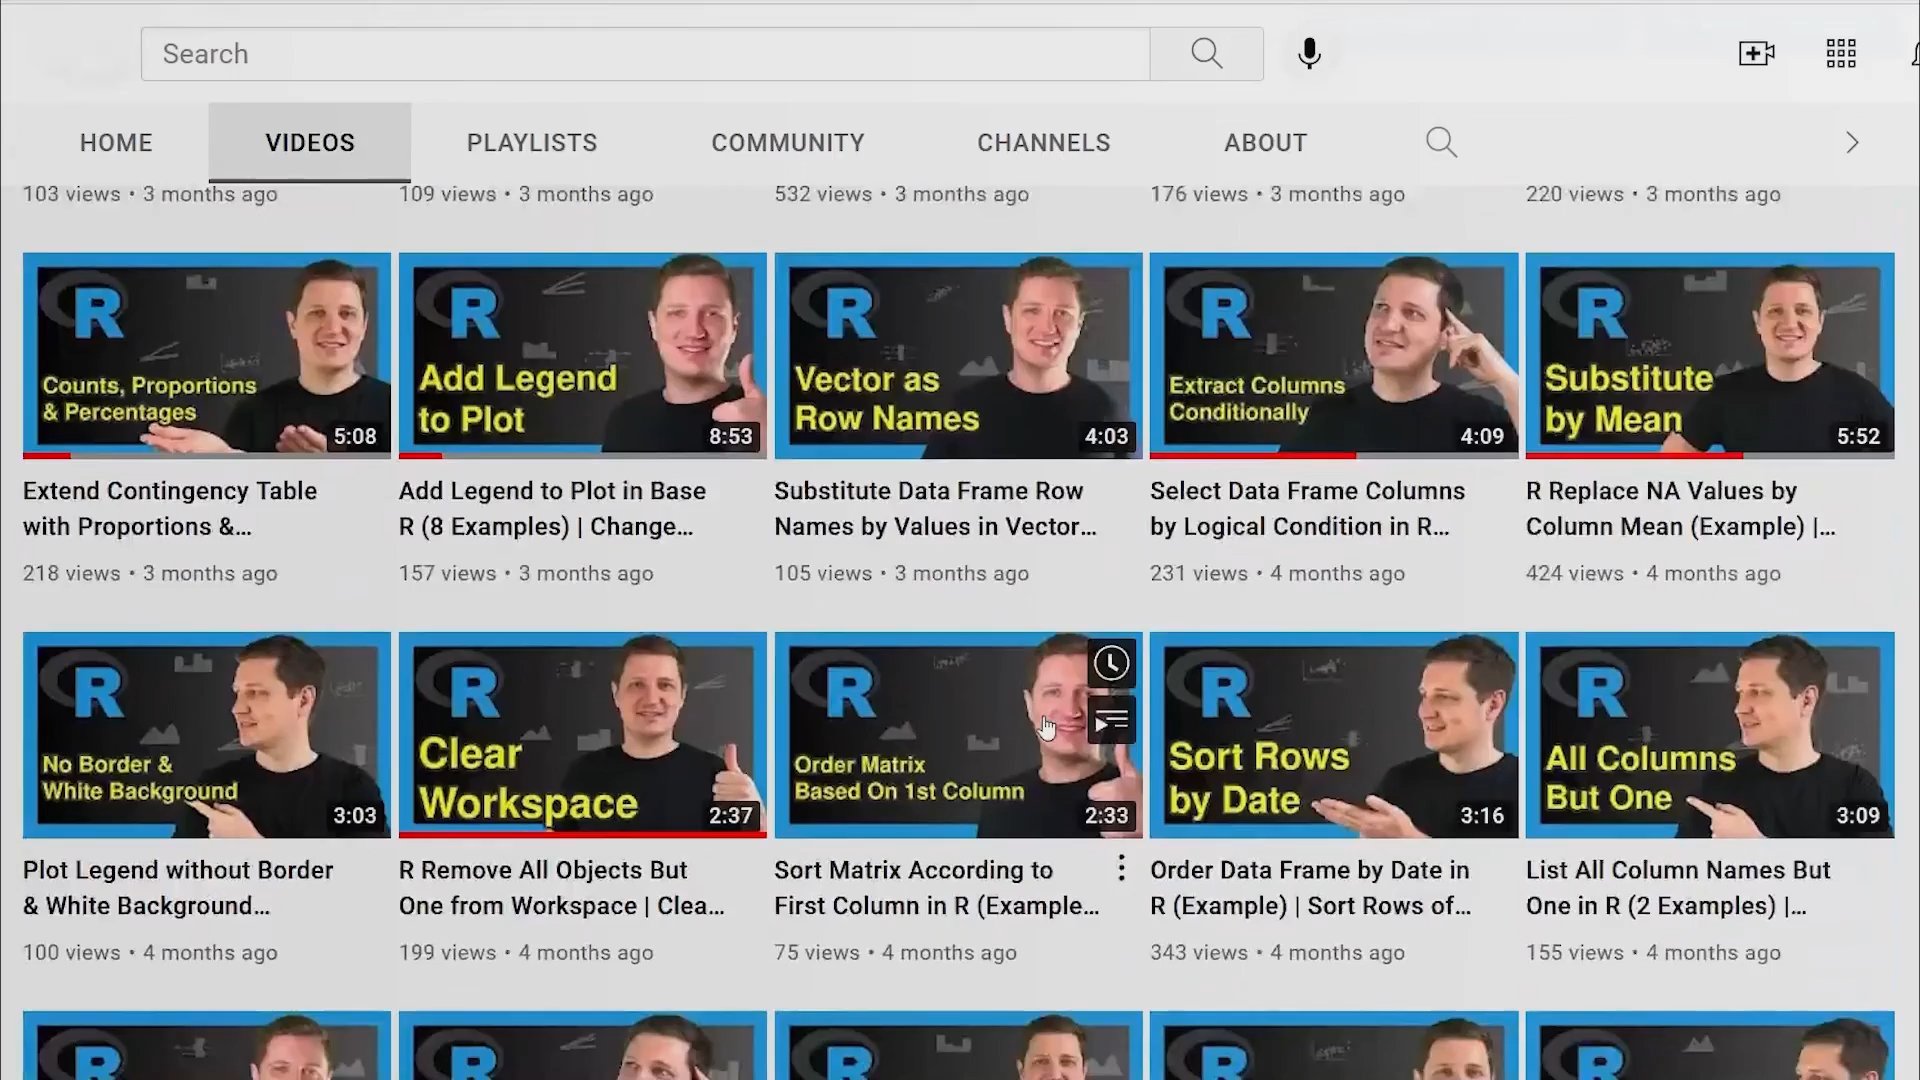 Search
HOME
VIDEOS
PLAYLISTS
COMMUNITY
CHANNELS
ABOUT
103 views • 3 months ago
109 views • 3 months ago
532 views • 3 months ago
176 views • 3 months ago
220 views • 3 months ago
R
Counts, Proportions
& Percentages
5:08
R
Add Legend
to Plot
8:53
R
Vector as
Row Names
4:03
R
Extract Columns
Conditionally
4:09
R
Substitute
by Mean
5:52
Extend Contingency Table
with Proportions &...
218 views • 3 months ago
Add Legend to Plot in Base
R (8 Examples) | Change...
157 views • 3 months ago
Substitute Data Frame Row
Names by Values in Vector...
105 views • 3 months ago
Select Data Frame Columns
by Logical Condition in R...
231 views • 4 months ago
R Replace NA Values by
Column Mean (Example) |...
424 views • 4 months ago
R
No Border &
White Background
3:03
R
Clear
Workspace
2:37
R
Order Matrix
Based On 1st Column
2:33
R
Sort Rows
by Date
3:16
R
All Columns
But One
3:09
Plot Legend without Border
& White Background...
100 views • 4 months ago
R Remove All Objects But
One from Workspace | Clea...
199 views • 4 months ago
Sort Matrix According to
First Column in R (Example...
75 views • 4 months ago
Order Data Frame by Date in
R (Example) | Sort Rows of...
343 views • 4 months ago
List All Column Names But
One in R (2 Examples) |...
155 views • 4 months ago
R
R
R
R
R